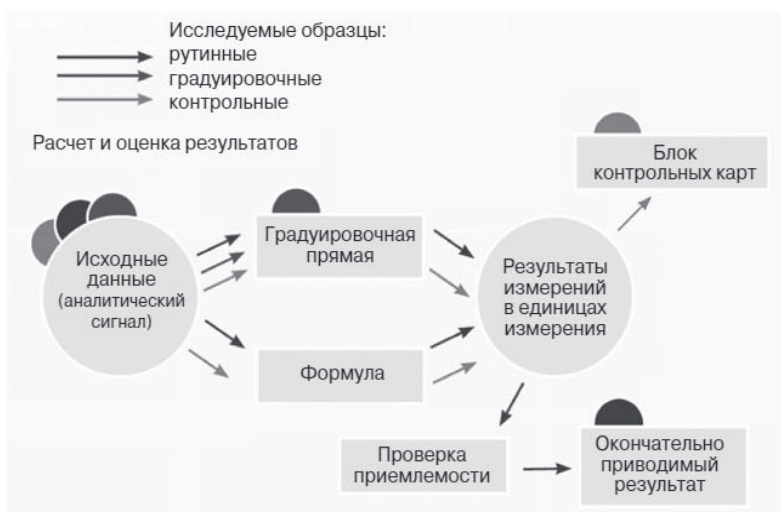 Исследуемые образцы:
рутинные
градуировочные
контрольные
Расчет и оценка результатов
Блок
контрольных карт
Градуировочная
прямая
Исходные
данные
(аналитический
сигнал)
Результаты
измерений
в единицах
измерения
Формула
Проверка
приемлемости
Окончательно
приводимый
результат